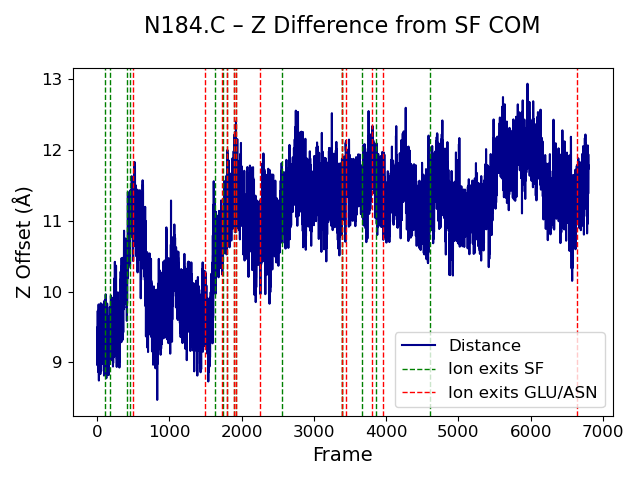 N184.C – Z Difference from SF COM
Z Offset (Å)
13
12
11
10
9
Distance
Ion exits SF
Ion exits GLU/ASN
0 1000 2000 3000 4000 5000 6000 7000
Frame